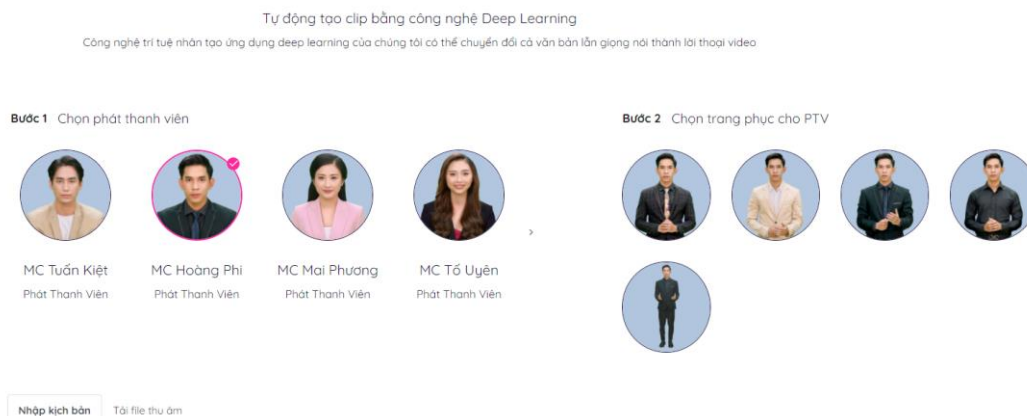 Tự động tạo clip bằng công nghệ Deep Learning
Công nghệ trí tuệ nhân tạo ứng dụng deep learning của chúng tôi có thể chuyển đổi cả văn bản lẫn giọng nói thành lời thoại video
Bước 1 Chọn phát thanh viên
MC Tuấn Kiệt
Phát Thanh Viên
MC Hoàng Phi
Phát Thanh Viên
MC Mai Phương
Phát Thanh Viên
MC Tố Uyên
Phát Thanh Viên
Bước 2 Chọn trang phục cho PTV
Nhập kịch bản
Tải file thu âm